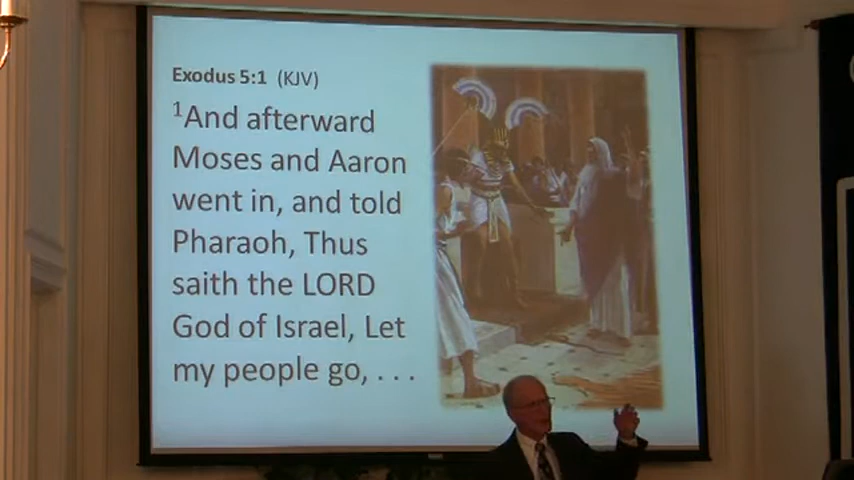 Exodus 5:1 (KJV)
1And afterward
Moses and Aaron
went in, and told
Pharaoh, Thus
saith the LORD
God of Israel, Let
my people go, . . .